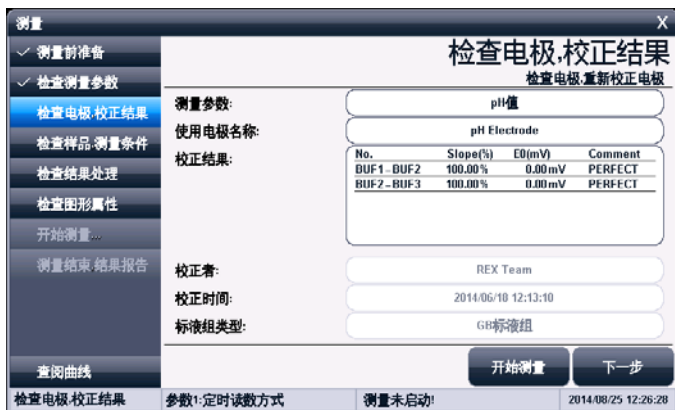 测量 X
✓ 测量前准备
✓ 检查测量参数
检查电极.校正结果
检查样品.测量条件
检查结果处理
检查图形属性
开始测量...
测量结束.结果报告
查阅曲线
检查电极,校正结果
检查电极.重新校正电极
测量参数: pH值
使用电极名称: pH Electrode
校正结果:
No. Slope(%) E0(mV) Comment
BUF1-BUF2 100.00% 0.00mV PERFECT
BUF2-BUF3 100.00% 0.00mV PERFECT
校正者: REX Team
校正时间: 2014/06/10 12:13:10
标液组类型: GB标液组
开始测量 下一步
检查电极.校正结果 参数1:定时读数方式 测量未启动! 2014/08/25 12:26:28